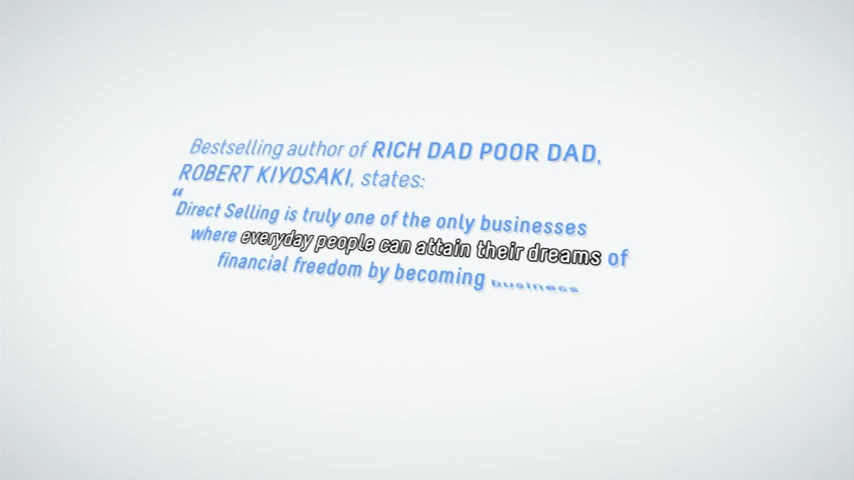 Bestselling author of RICH DAD POOR DAD,
ROBERT KIYOSAKI, states:
“Direct Selling is truly one of the only businesses
where everyday people can attain their dreams of
financial freedom by becoming business